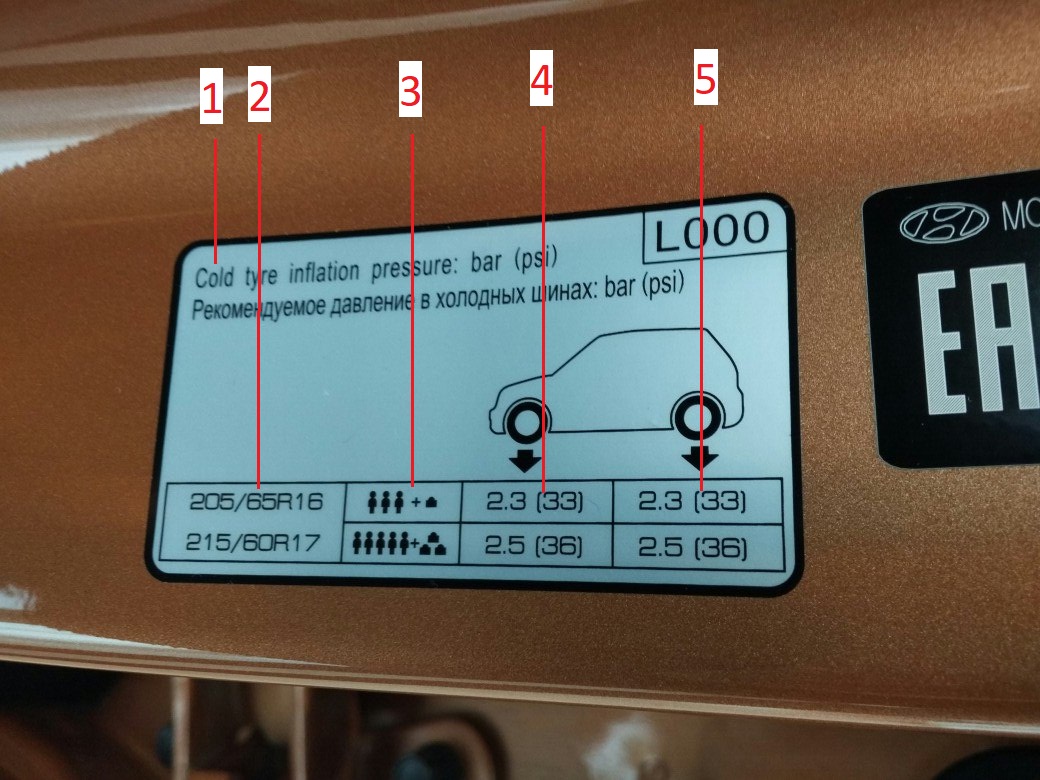 1 2 3 4 5
L000
Cold tyre inflation pressure: bar (psi)
Рекомендуемое давление в холодных шинах: bar (psi)
205/65R16 + 2.3 (33) 2.3 (33)
215/60R17 + 2.5 (36) 2.5 (36)
EA